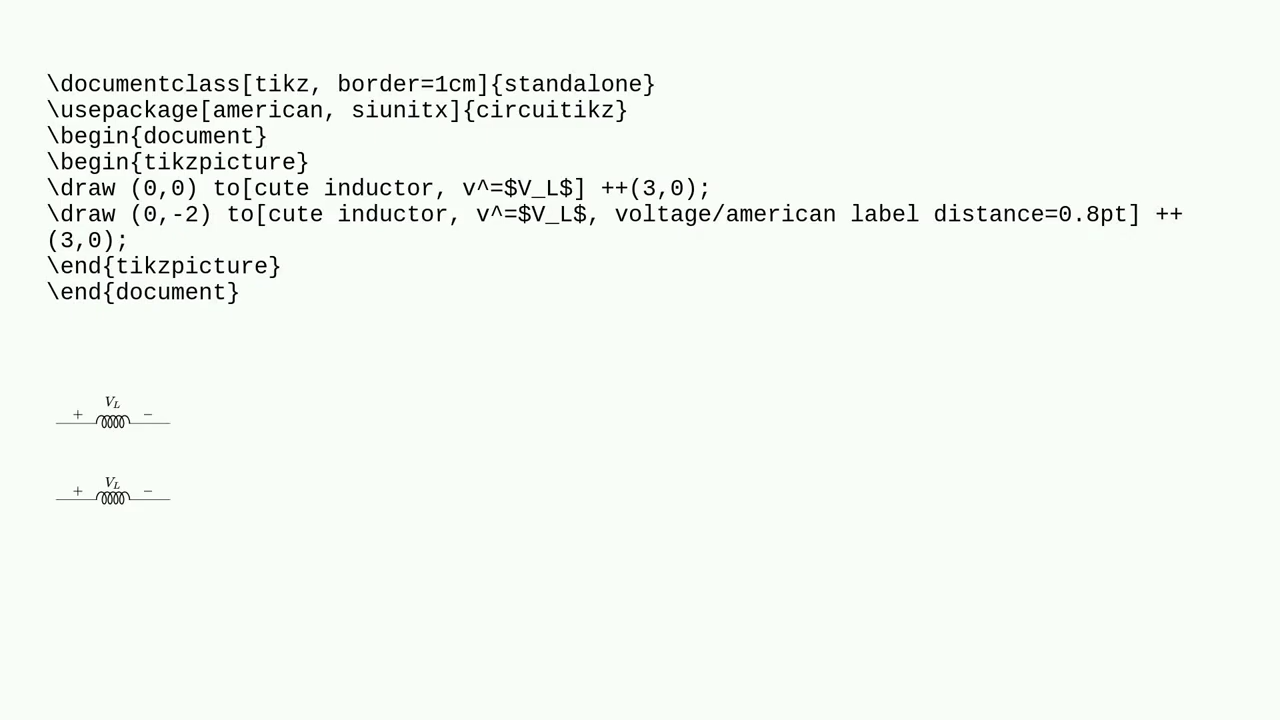 \documentclass[tikz, border=1cm]{standalone}
\usepackage[american, siunitx]{circuitikz}
\begin{document}
\begin{tikzpicture}
\draw (0,0) to[cute inductor, v^=$V_L$] ++(3,0);
\draw (0,-2) to[cute inductor, v^=$V_L$, voltage/american label distance=0.8pt] ++
(3,0);
\end{tikzpicture}
\end{document}
V_L
+ −
V_L
+ −